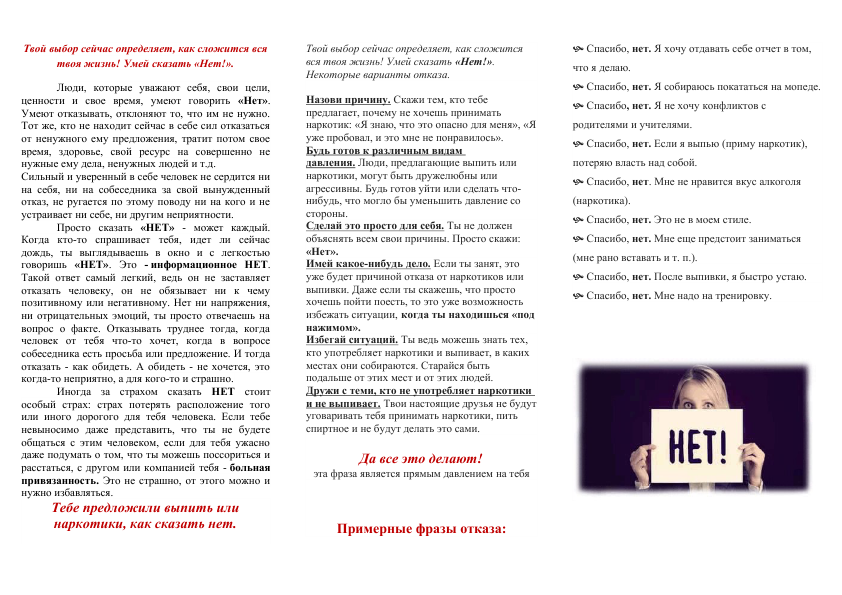 Твой выбор сейчас определяет, как сложится вся
твоя жизнь! Умей сказать «Нет!».
Люди, которые уважают себя, свои цели,
ценности и свое время, умеют говорить «Нет».
Умеют отказывать, отклоняют то, что им не нужно.
Тот же, кто не находит сейчас в себе сил отказаться
от ненужного ему предложения, тратит потом свое
время, здоровье, свой ресурс на совершенно не
нужные ему дела, ненужных людей и т.д.
Сильный и уверенный в себе человек не сердится ни
на себя, ни на собеседника за свой вынужденный
отказ, не ругается по этому поводу ни на кого и не
устраивает ни себе, ни другим неприятности.
Просто сказать «НЕТ» - может каждый.
Когда кто-то спрашивает тебя, идет ли сейчас
дождь, ты выглядываешь в окно и с легкостью
говоришь «НЕТ». Это - информационное НЕТ.
Такой ответ самый легкий, ведь он не заставляет
отказать человеку, он не обязывает ни к чему
позитивному или негативному. Нет ни напряжения,
ни отрицательных эмоций, ты просто отвечаешь на
вопрос о факте. Отказывать труднее тогда, когда
человек от тебя что-то хочет, когда в вопросе
собеседника есть просьба или предложение. И тогда
отказать - как обидеть. А обидеть - не хочется, это
когда-то неприятно, а для кого-то и страшно.
Иногда за страхом сказать НЕТ стоит
особый страх: страх потерять расположение того
или иного дорогого для тебя человека. Если тебе
невыносимо даже представить, что ты не будете
общаться с этим человеком, если для тебя ужасно
даже подумать о том, что ты можешь поссориться и
расстаться, с другом или компанией тебя - больная
привязанность. Это не страшно, от этого можно и
нужно избавляться.
Тебе предложили выпить или
наркотики, как сказать нет.
Твой выбор сейчас определяет, как сложится
вся твоя жизнь! Умей сказать «Нет!».
Некоторые варианты отказа.
Назови причину. Скажи тем, кто тебе
предлагает, почему не хочешь принимать
наркотик: «Я знаю, что это опасно для меня», «Я
уже пробовал, и это мне не понравилось».
Будь готов к различным видам
давления. Люди, предлагающие выпить или
наркотики, могут быть дружелюбны или
агрессивны. Будь готов уйти или сделать что-
нибудь, что могло бы уменьшить давление со
стороны.
Сделай это просто для себя. Ты не должен
объяснять всем свои причины. Просто скажи:
«Нет».
Имей какое-нибудь дело. Если ты занят, это
уже будет причиной отказа от наркотиков или
выпивки. Даже если ты скажешь, что просто
хочешь пойти поесть, то это уже возможность
избежать ситуации, когда ты находишься «под
нажимом».
Избегай ситуаций. Ты ведь можешь знать тех,
кто употребляет наркотики и выпивает, в каких
местах они собираются. Старайся быть
подальше от этих мест и от этих людей.
Дружи с теми, кто не употребляет наркотики
и не выпивает. Твои настоящие друзья не будут
уговаривать тебя принимать наркотики, пить
спиртное и не будут делать это сами.
Да все это делают!
эта фраза является прямым давлением на тебя
Примерные фразы отказа:
Спасибо, нет. Я хочу отдавать себе отчет в том,
что я делаю.
Спасибо, нет. Я собираюсь покататься на мопеде.
Спасибо, нет. Я не хочу конфликтов с
родителями и учителями.
Спасибо, нет. Если я выпью (приму наркотик),
потеряю власть над собой.
Спасибо, нет. Мне не нравится вкус алкоголя
(наркотика).
Спасибо, нет. Это не в моем стиле.
Спасибо, нет. Мне еще предстоит заниматься
(мне рано вставать и т. п.).
Спасибо, нет. После выпивки, я быстро устаю.
Спасибо, нет. Мне надо на тренировку.
НЕТ!